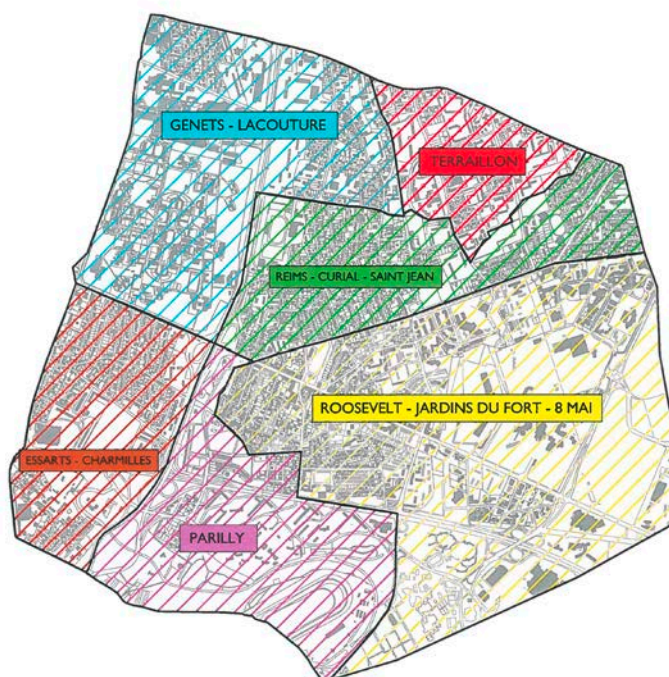 GENETS - LACOUTURE
TERRAILLON
REIMS - CURIAL - SAINT JEAN
ROOSEVELT - JARDINS DU FORT - 8 MAI
ESSARTS - CHARMILLES
PARILLY